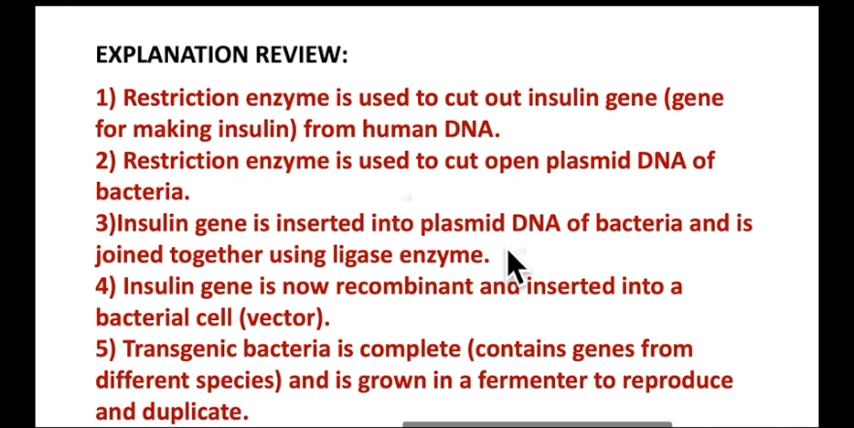 EXPLANATION REVIEW:
1) Restriction enzyme is used to cut out insulin gene (gene
for making insulin) from human DNA.
2) Restriction enzyme is used to cut open plasmid DNA of
bacteria.
3)Insulin gene is inserted into plasmid DNA of bacteria and is
joined together using ligase enzyme.
4) Insulin gene is now recombinant and inserted into a
bacterial cell (vector).
5) Transgenic bacteria is complete (contains genes from
different species) and is grown in a fermenter to reproduce
and duplicate.